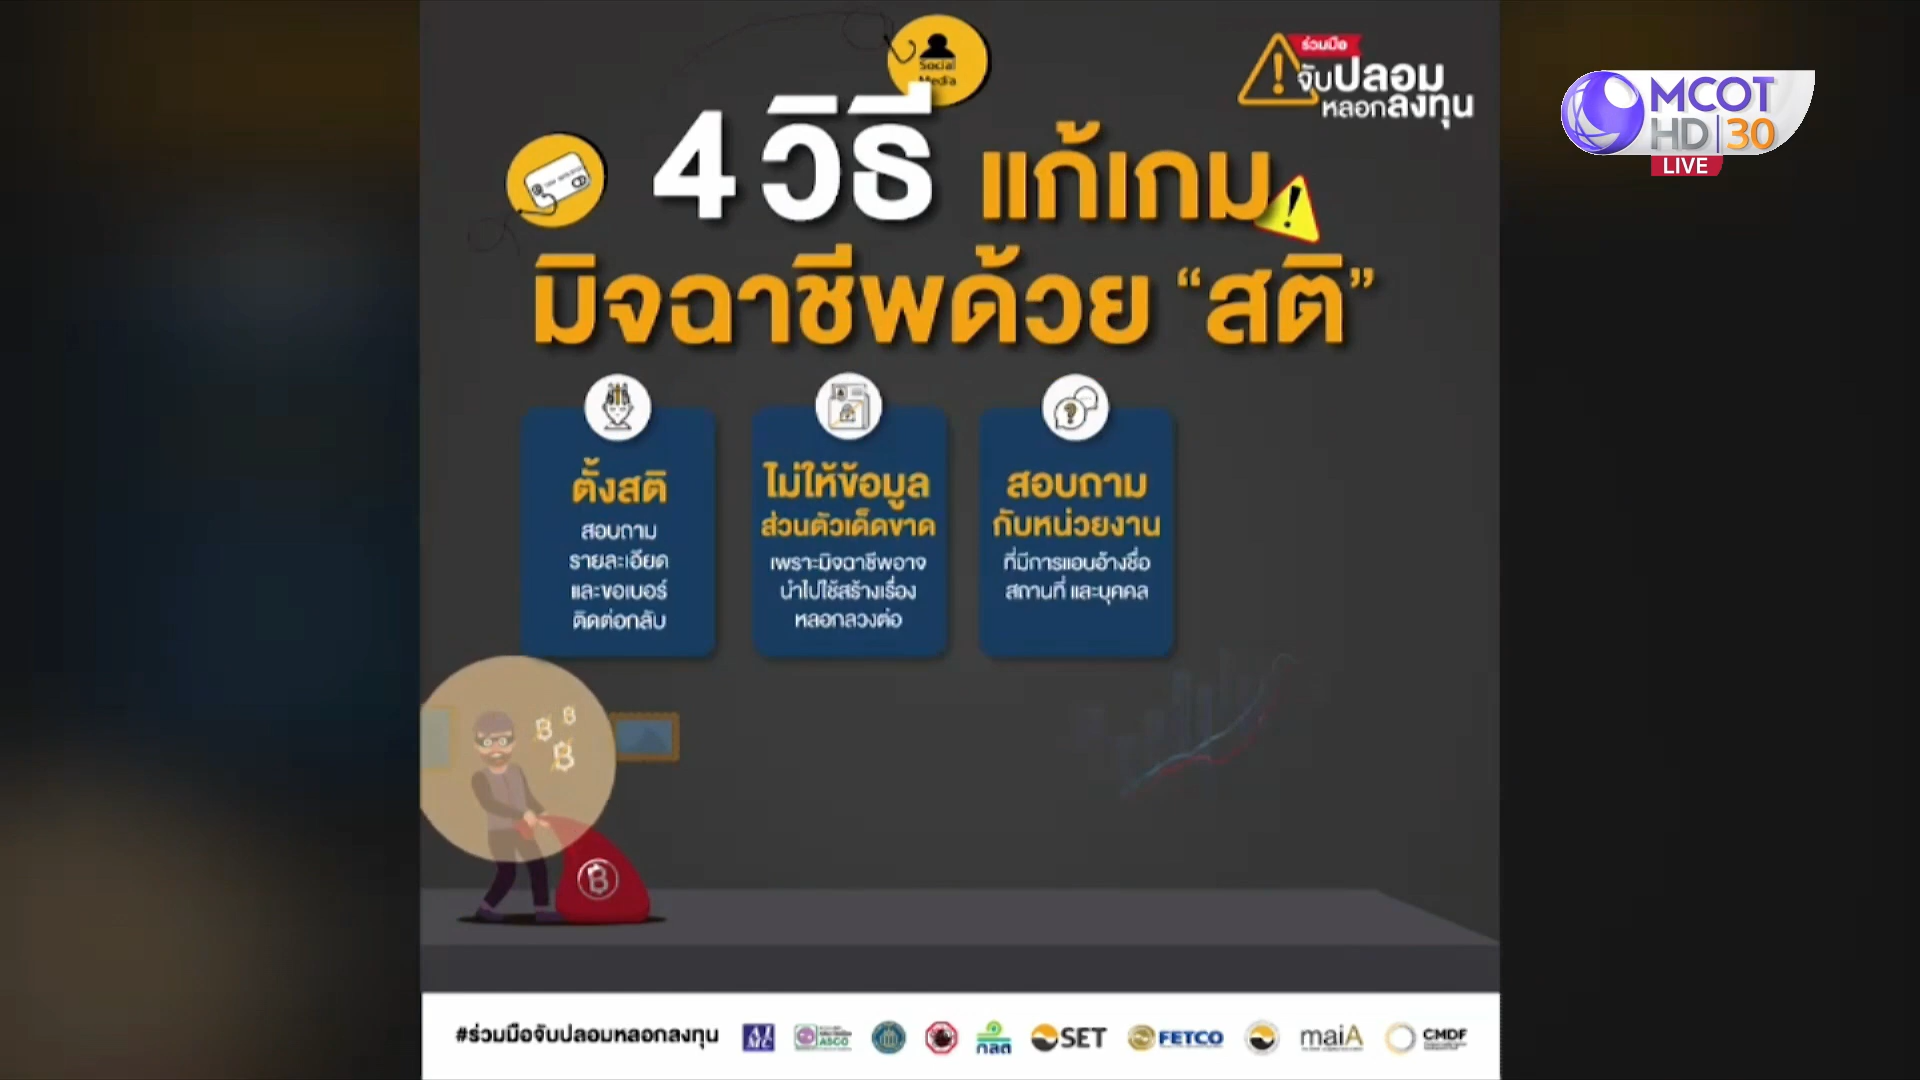 Social
Media
ร่วมมือ
จับปลอม
หลอกลงทุน
MCOT
HD 30
LIVE
4 วิธี แก้เกม
มิจฉาชีพด้วย “สติ”
ตั้งสติ
สอบถาม
รายละเอียด
และขอเบอร์
ติดต่อกลับ
ไม่ให้ข้อมูล
ส่วนตัวเด็ดขาด
เพราะมิจฉาชีพอาจ
นำไปใช้สร้างเรื่อง
หลอกลวงต่อ
สอบถาม
กับหน่วยงาน
ที่มีการแอบอ้างชื่อ
สถานที่ และบุคคล
#ร่วมมือจับปลอมหลอกลงทุน
AIMC
ASCO
กลต
SET
FETCO
maiA
CMDF